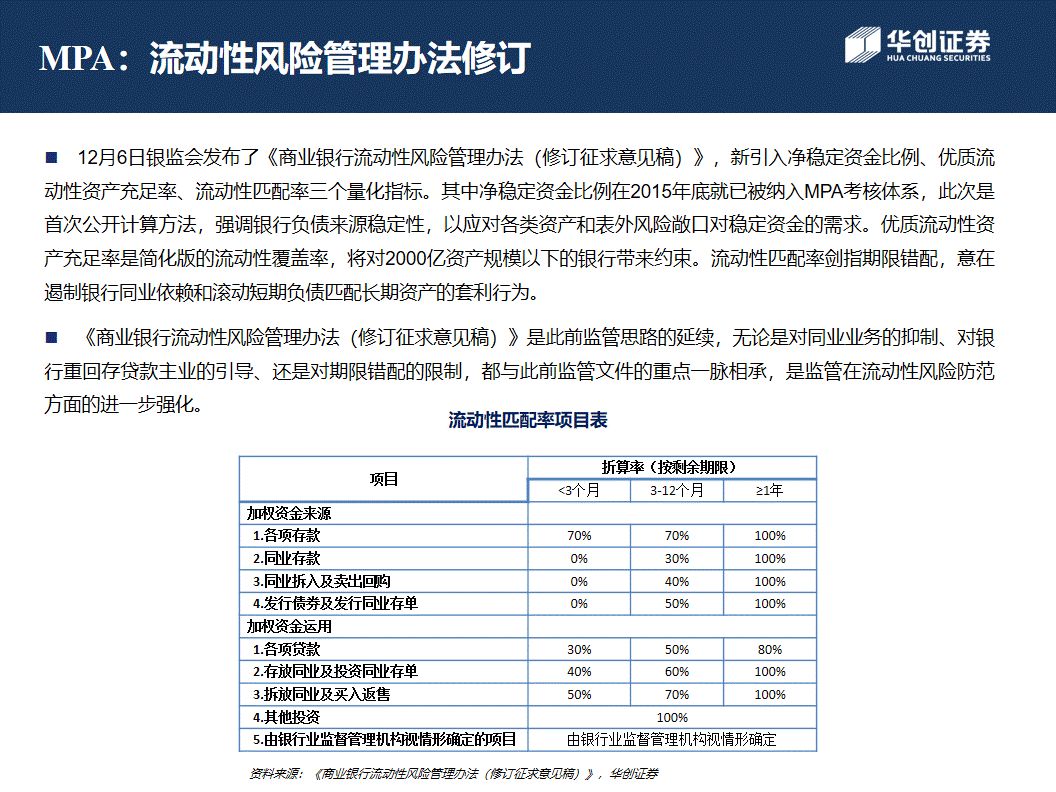 MPA：流动性风险管理办法修订
华创证券
HUA CHUANG SECURITIES
■ 12月6日银监会发布了《商业银行流动性风险管理办法（修订征求意见稿）》，新引入净稳定资金比例、优质流
动性资产充足率、流动性匹配率三个量化指标。其中净稳定资金比例在2015年底就已被纳入MPA考核体系，此次是
首次公开计算方法，强调银行负债来源稳定性，以应对各类资产和表外风险敞口对稳定资金的需求。优质流动性资
产充足率是简化版的流动性覆盖率，将对2000亿资产规模以下的银行带来约束。流动性匹配率剑指期限错配，意在
遏制银行同业依赖和滚动短期负债匹配长期资产的套利行为。
■ 《商业银行流动性风险管理办法（修订征求意见稿）》是此前监管思路的延续，无论是对同业业务的抑制、对银
行重回存贷款主业的引导、还是对期限错配的限制，都与此前监管文件的重点一脉相承，是监管在流动性风险防范
方面的进一步强化。
流动性匹配率项目表
项目 折算率（按剩余期限）
<3个月 3-12个月 ≥1年
加权资金来源
1.各项存款 70% 70% 100%
2.同业存款 0% 30% 100%
3.同业拆入及卖出回购 0% 40% 100%
4.发行债券及发行同业存单 0% 50% 100%
加权资金运用
1.各项贷款 30% 50% 80%
2.存放同业及投资同业存单 40% 60% 100%
3.拆放同业及买入返售 50% 70% 100%
4.其他投资 100%
5.由银行业监督管理机构视情形确定的项目 由银行业监督管理机构视情形确定
资料来源：《商业银行流动性风险管理办法（修订征求意见稿）》，华创证券